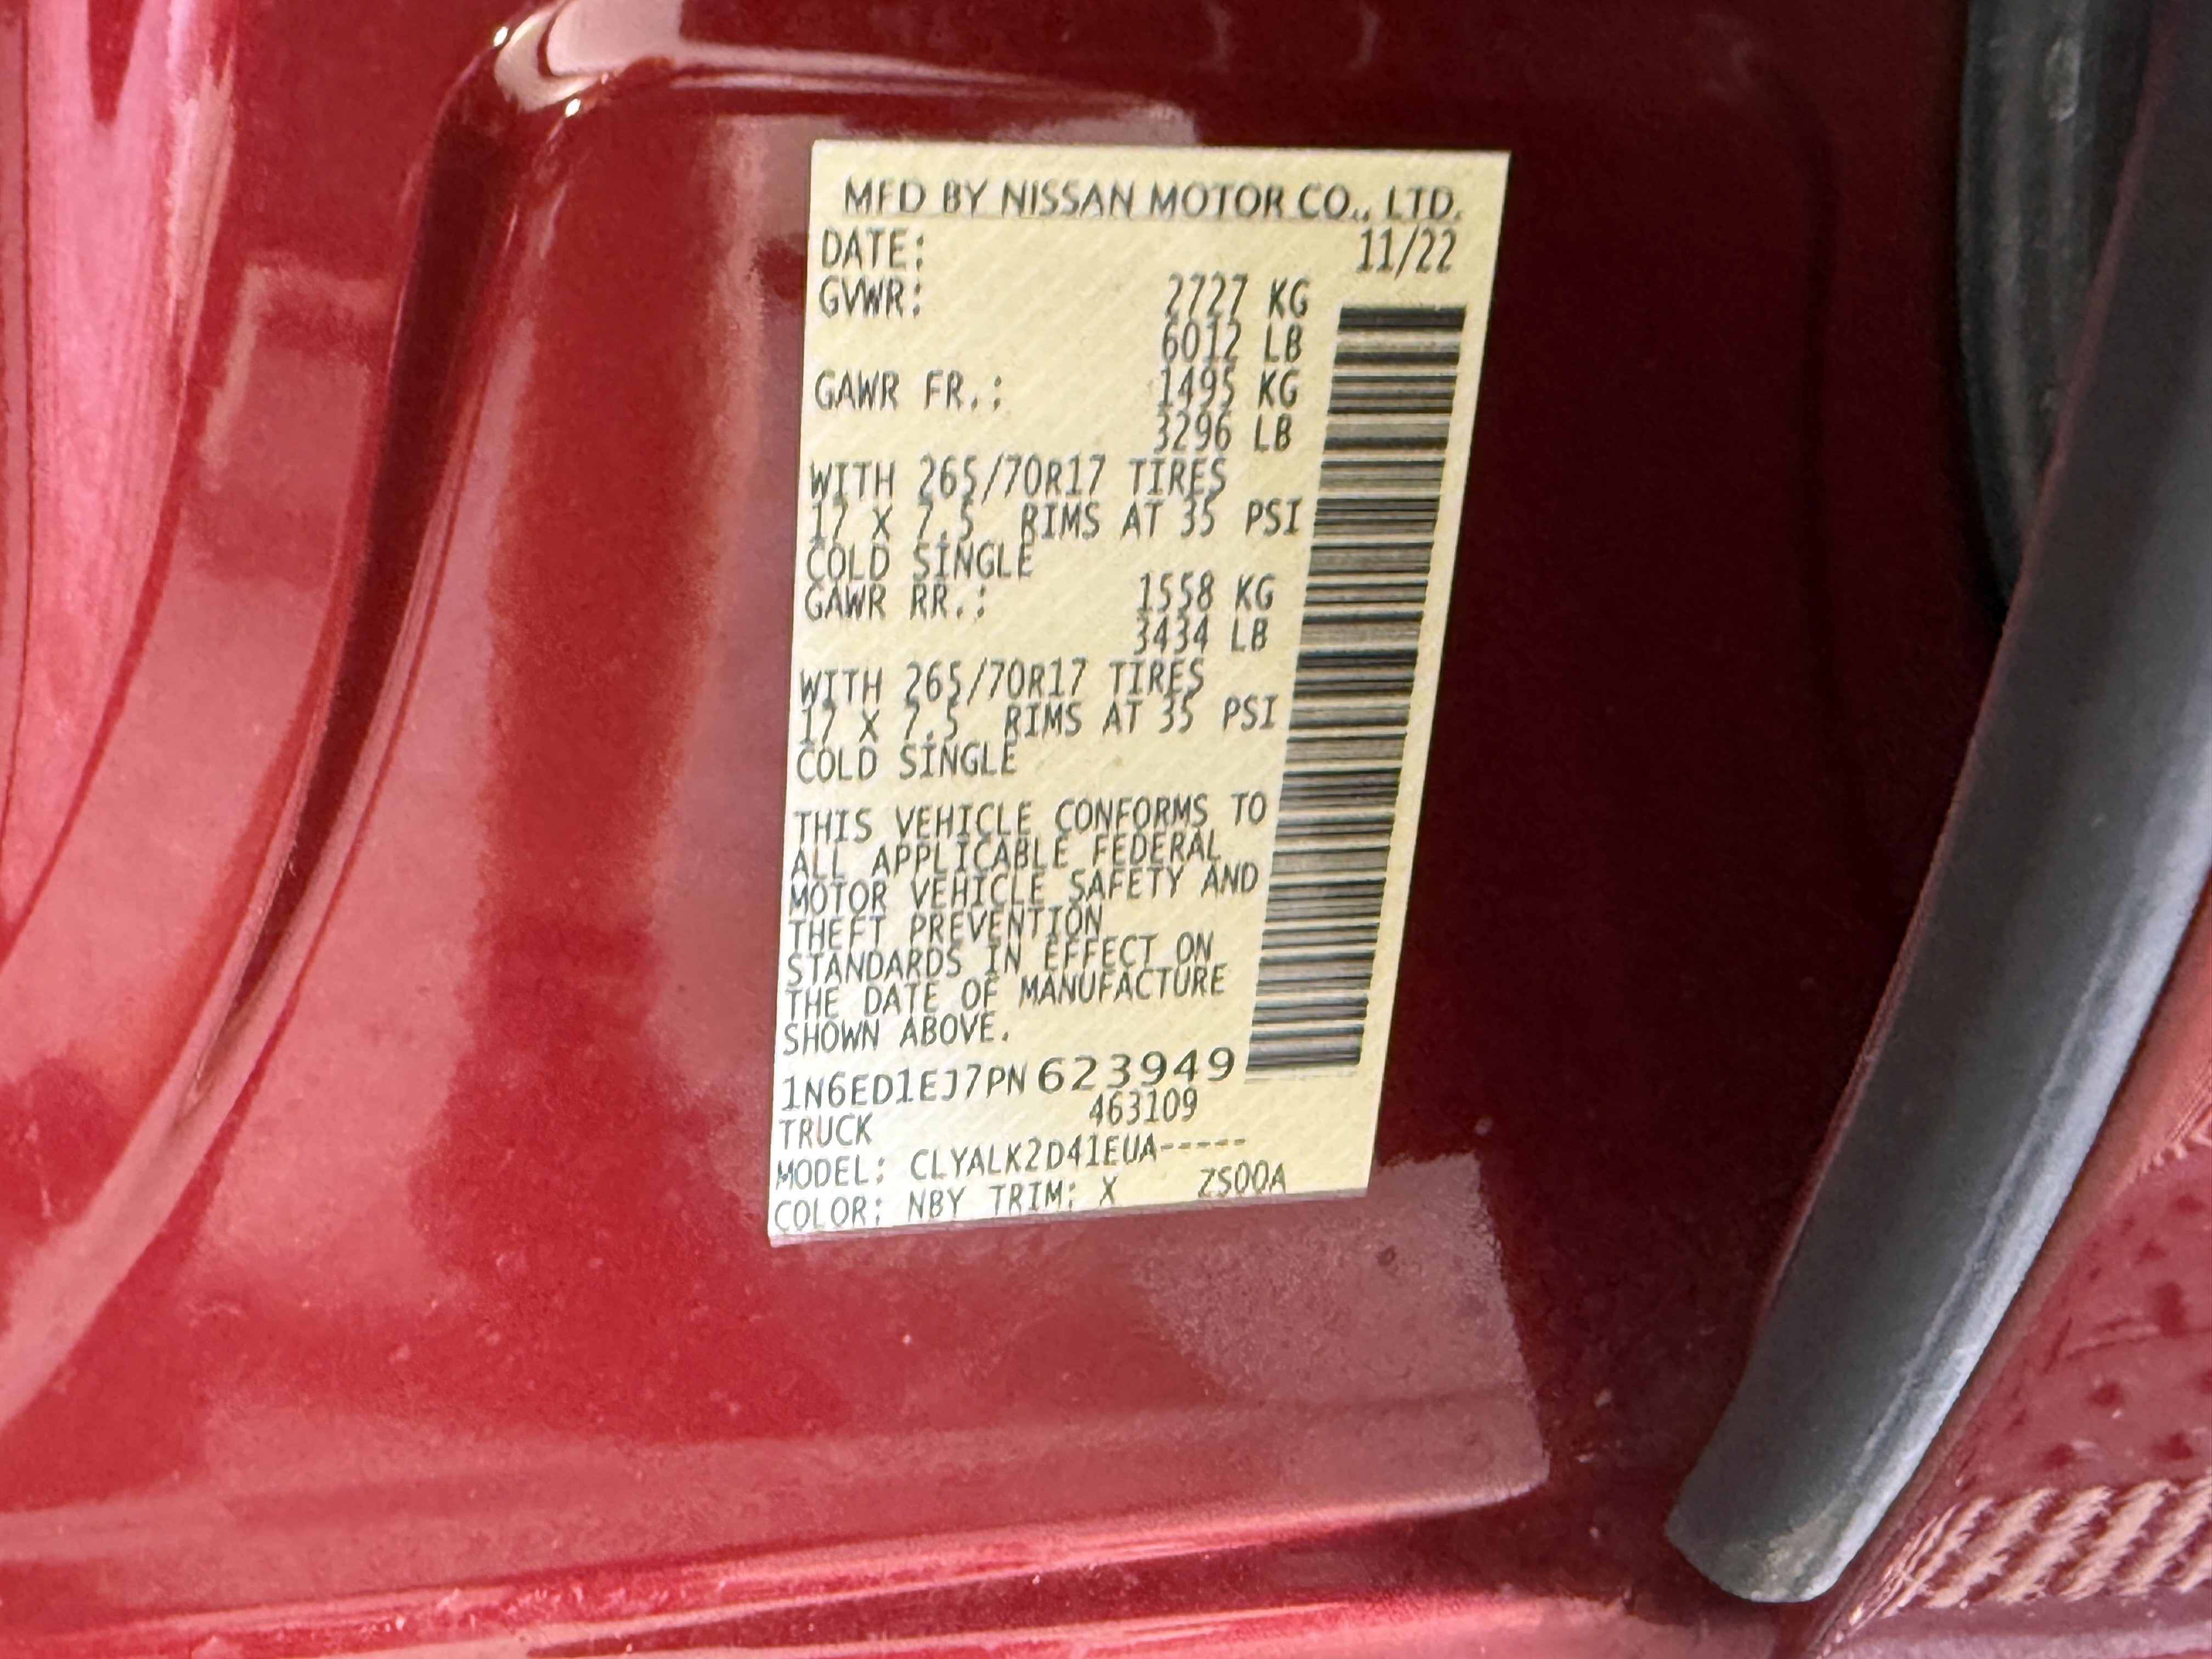 MFD BY NISSAN MOTOR CO., LTD.
DATE: 11/22
GVWR: 2727 KG
6012 LB
GAWR FR.: 1495 KG
3296 LB
WITH 265/70R17 TIRES
17 X 7.5 RIMS AT 35 PSI
COLD SINGLE
GAWR RR.: 1558 KG
3434 LB
WITH 265/70R17 TIRES
17 X 7.5 RIMS AT 35 PSI
COLD SINGLE
THIS VEHICLE CONFORMS TO
ALL APPLICABLE FEDERAL
MOTOR VEHICLE SAFETY AND
THEFT PREVENTION
STANDARDS IN EFFECT ON
THE DATE OF MANUFACTURE
SHOWN ABOVE.
1N6ED1EJ7PN623949
TRUCK 463109
MODEL: CLYALK2D41EUA-----
COLOR: NBY TRIM: X ZS00A